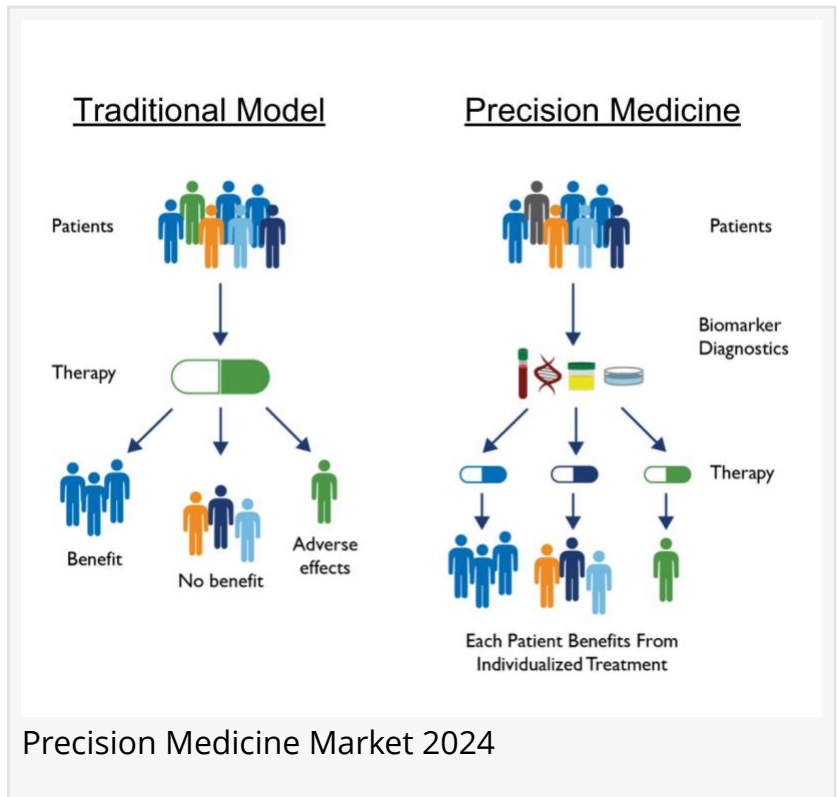 Traditional Model
Patients
Therapy
Benefit
No benefit
Adverse
effects
Precision Medicine
Patients
Biomarker
Diagnostics
Therapy
Each Patient Benefits From
Individualized Treatment
Precision Medicine Market 2024